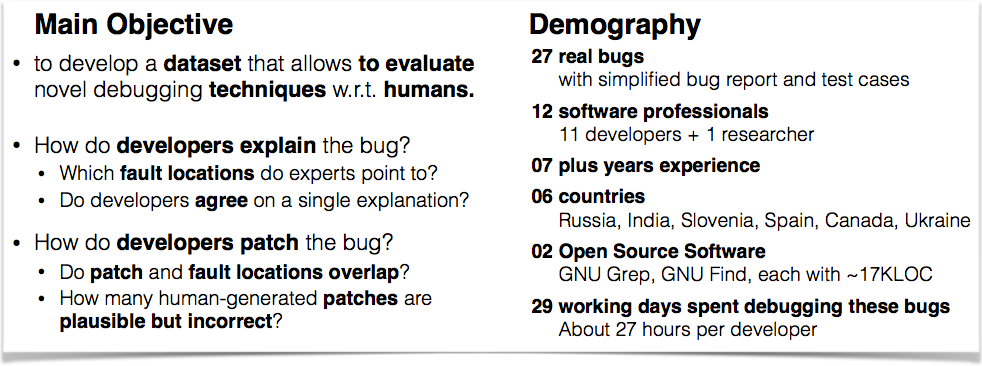 Main Objective
• to develop a dataset that allows to evaluate
novel debugging techniques w.r.t. humans.
• How do developers explain the bug?
• Which fault locations do experts point to?
• Do developers agree on a single explanation?
• How do developers patch the bug?
• Do patch and fault locations overlap?
• How many human-generated patches are
plausible but incorrect?
Demography
27 real bugs
with simplified bug report and test cases
12 software professionals
11 developers + 1 researcher
07 plus years experience
06 countries
Russia, India, Slovenia, Spain, Canada, Ukraine
02 Open Source Software
GNU Grep, GNU Find, each with ~17KLOC
29 working days spent debugging these bugs
About 27 hours per developer